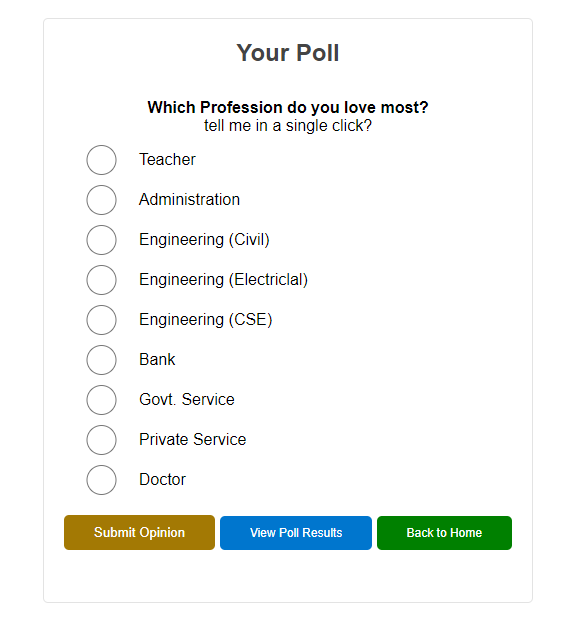 Your Poll
Which Profession do you love most?
tell me in a single click?
Teacher
Administration
Engineering (Civil)
Engineering (Electriclal)
Engineering (CSE)
Bank
Govt. Service
Private Service
Doctor
Submit Opinion View Poll Results Back to Home